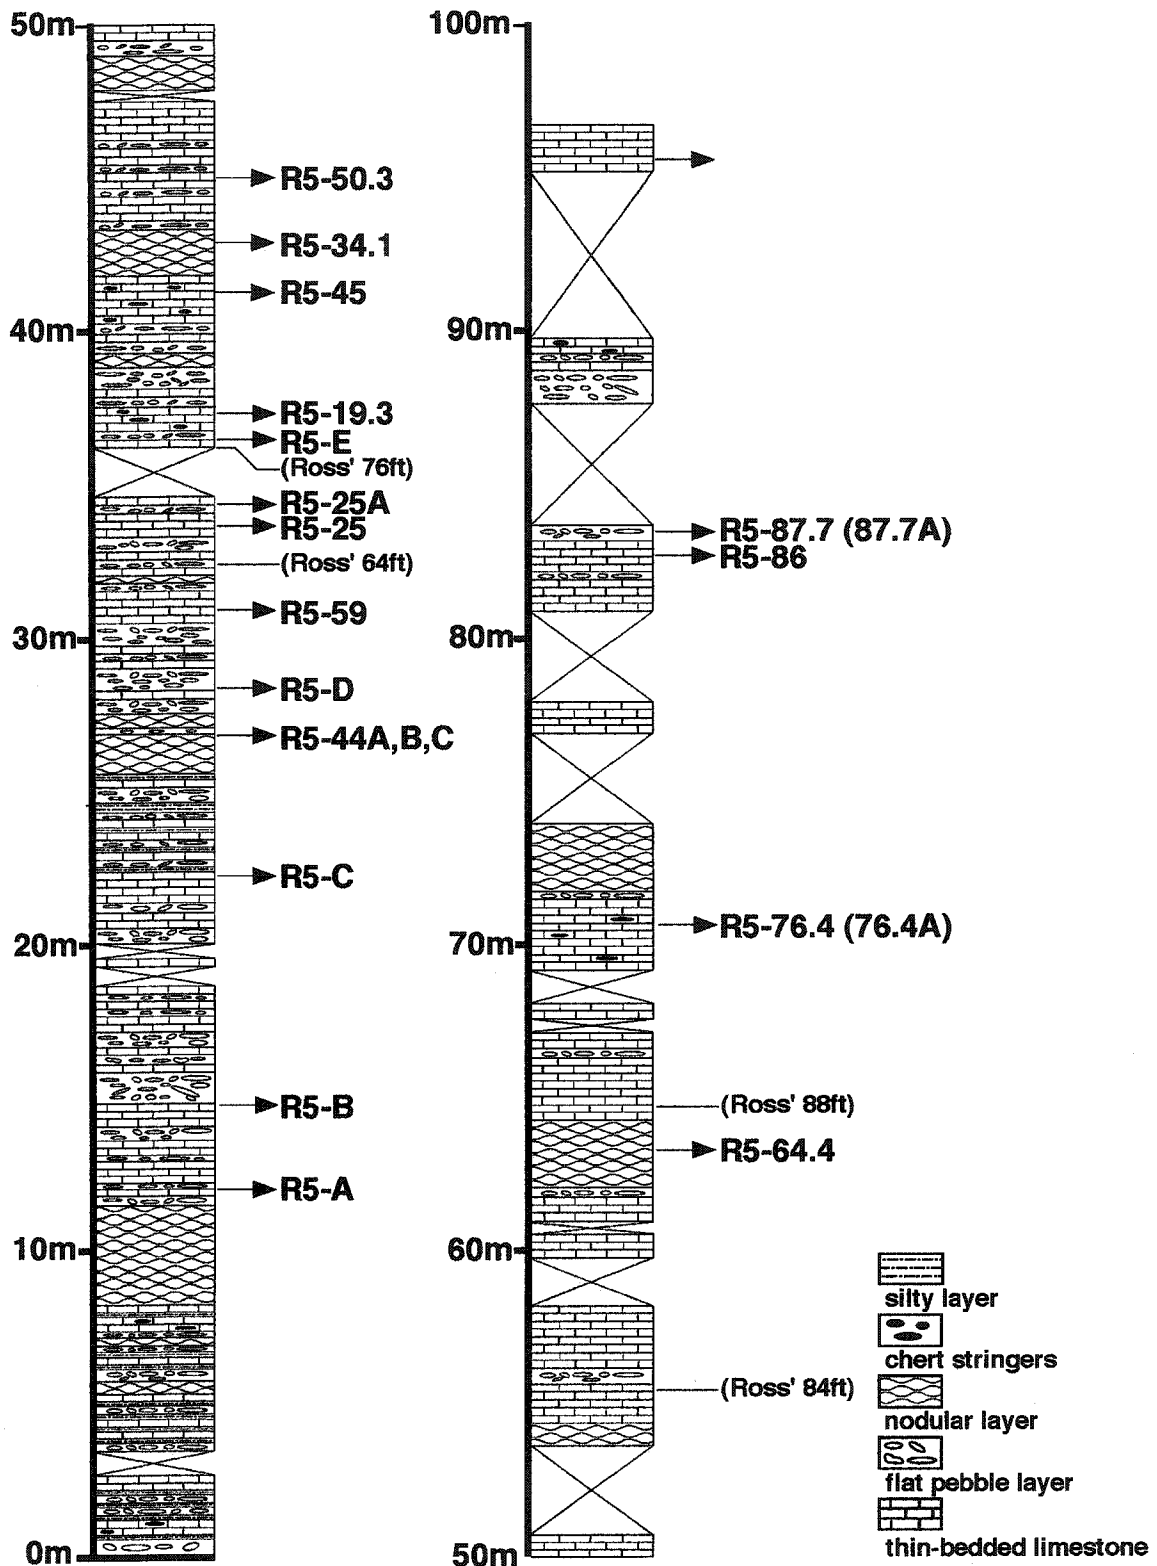 50m
R5-50.3
R5-34.1
R5-45
40m
R5-19.3
R5-E
(Ross' 76ft)
R5-25A
R5-25
(Ross' 64ft)
R5-59
30m
R5-D
R5-44A,B,C
R5-C
20m
R5-B
R5-A
10m
0m
100m
90m
R5-87.7 (87.7A)
R5-86
80m
R5-76.4 (76.4A)
70m
(Ross' 88ft)
R5-64.4
60m
(Ross' 84ft)
50m
silty layer
chert stringers
nodular layer
flat pebble layer
thin-bedded limestone